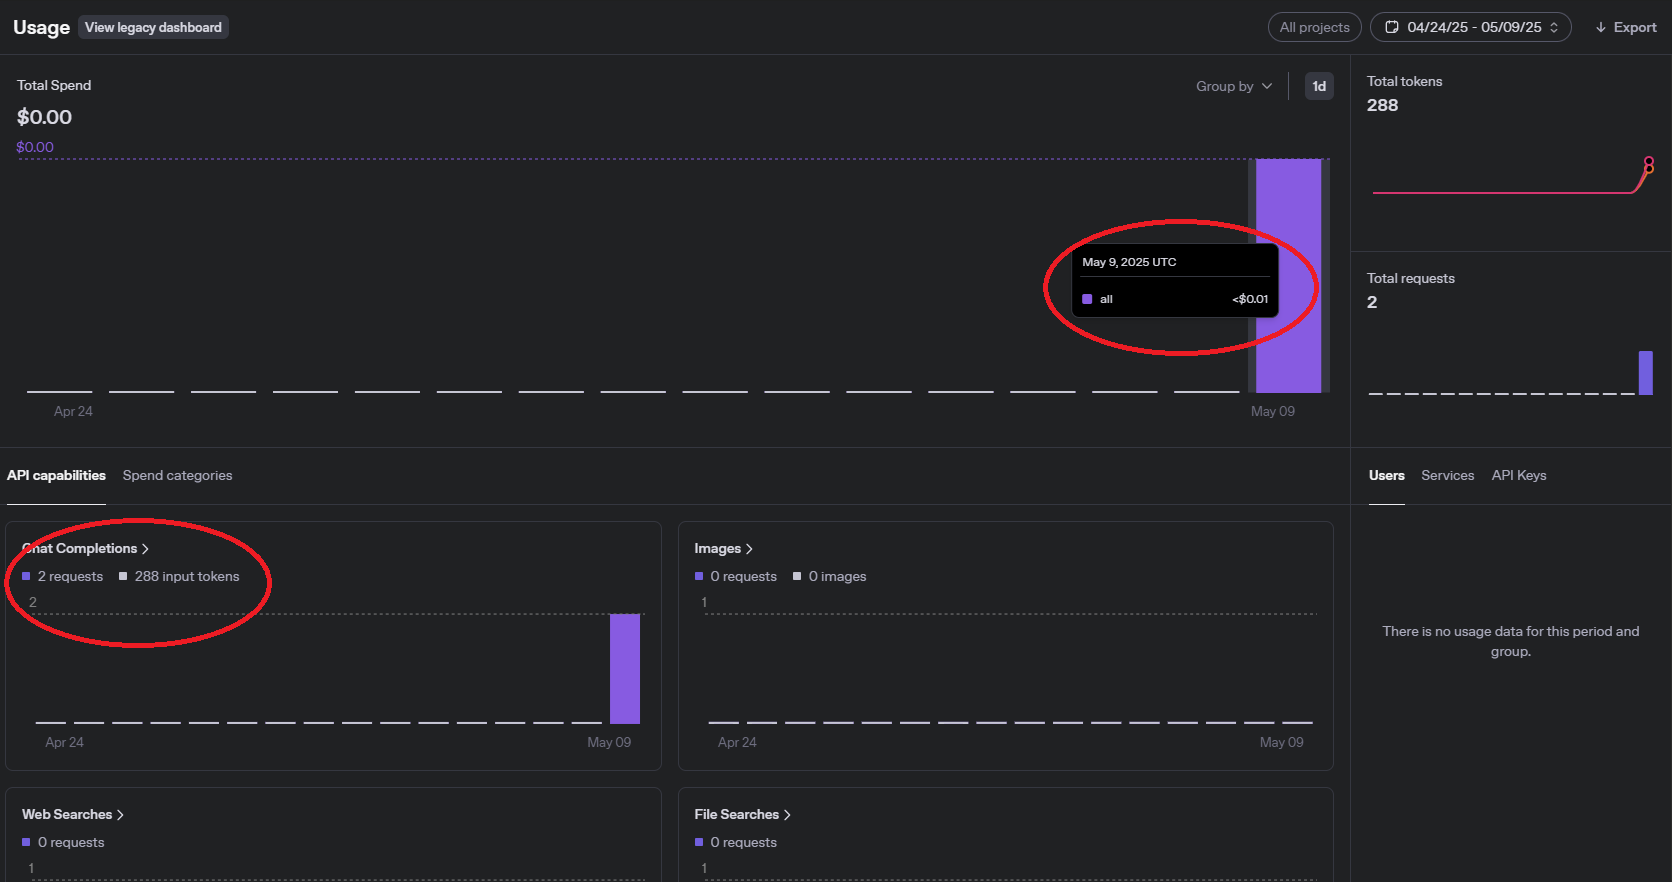 Usage View legacy dashboard
All projects 04/24/25 - 05/09/25 Export
Total Spend
Group by 1d
$0.00
$0.00
May 9, 2025 UTC
all <$0.01
Apr 24 May 09
Total tokens
288
Total requests
2
API capabilities Spend categories
Chat Completions
2 requests 288 input tokens
2
Apr 24 May 09
Images
0 requests 0 images
1
Apr 24 May 09
Web Searches
0 requests
1
File Searches
0 requests
1
Users Services API Keys
There is no usage data for this period and
group.